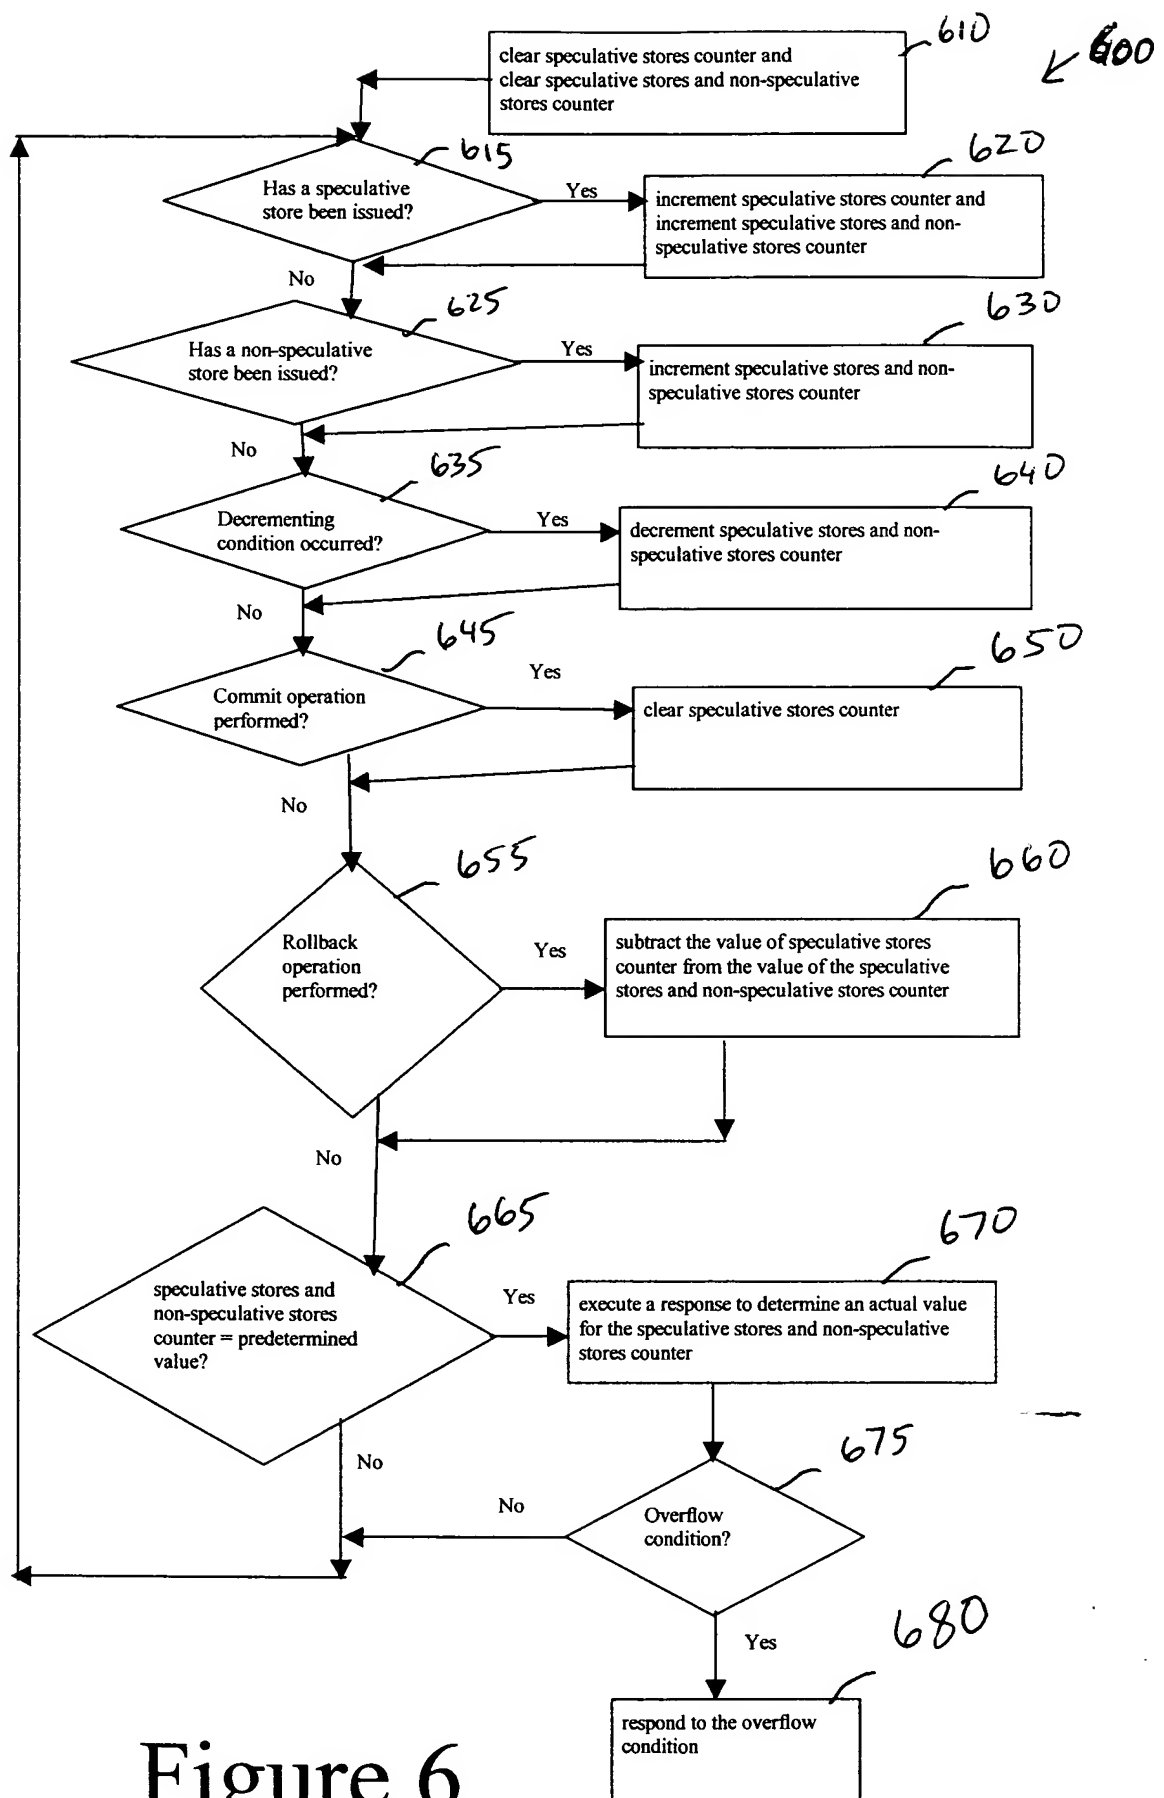 610
600
clear speculative stores counter and
clear speculative stores and non-speculative
stores counter
615
620
Has a speculative
store been issued?
Yes
increment speculative stores counter and
increment speculative stores and non-
speculative stores counter
No
625
630
Has a non-speculative
store been issued?
Yes
increment speculative stores and non-
speculative stores counter
No
635
640
Decrementing
condition occurred?
Yes
decrement speculative stores and non-
speculative stores counter
No
645
650
Commit operation
performed?
Yes
clear speculative stores counter
No
655
660
Rollback
operation
performed?
Yes
subtract the value of speculative stores
counter from the value of the speculative
stores and non-speculative stores counter
No
665
670
speculative stores and
non-speculative stores
counter = predetermined
value?
Yes
execute a response to determine an actual value
for the speculative stores and non-speculative
stores counter
No
675
No
Overflow
condition?
Yes
680
respond to the overflow
condition
Figure 6